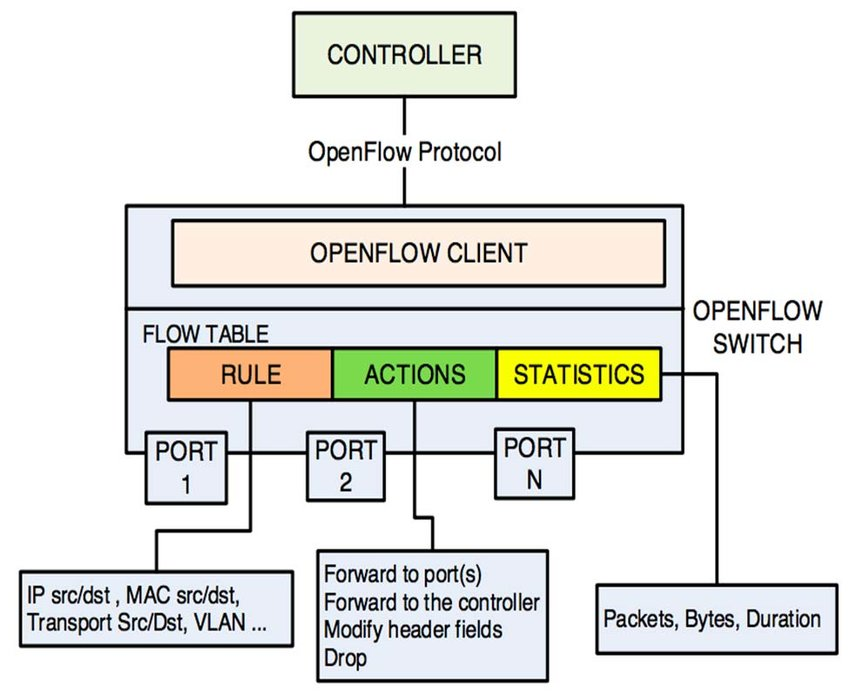 CONTROLLER
OpenFlow Protocol
OPENFLOW CLIENT
OPENFLOW
SWITCH
FLOW TABLE
RULE
ACTIONS
STATISTICS
PORT
1
PORT
2
PORT
N
IP src/dst , MAC src/dst,
Transport Src/Dst, VLAN ...
Forward to port(s)
Forward to the controller
Modify header fields
Drop
Packets, Bytes, Duration